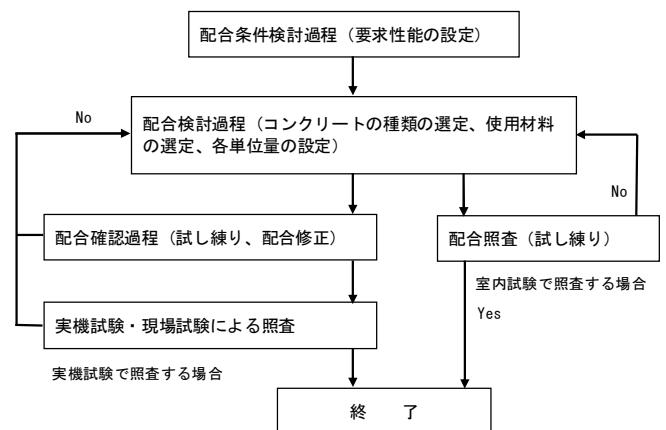 配合条件検討過程（要求性能の設定）
No
配合検討過程（コンクリートの種類の選定、使用材料
の選定、各単位量の設定）
No
配合確認過程（試し練り、配合修正）
配合照査（試し練り）
室内試験で照査する場合
Yes
実機試験・現場試験による照査
実機試験で照査する場合
終　　了